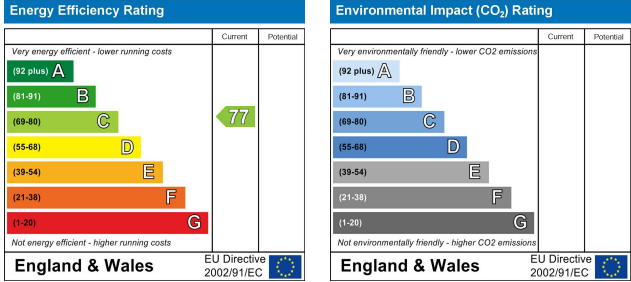 Energy Efficiency Rating
Current Potential
Very energy efficient - lower running costs
(92 plus) A
(81-91) B
(69-80) C
77
(55-68) D
(39-54) E
(21-38) F
(1-20) G
Not energy efficient - higher running costs
England & Wales
EU Directive
2002/91/EC
Environmental Impact (CO2) Rating
Current Potential
Very environmentally friendly - lower CO2 emissions
(92 plus) A
(81-91) B
(69-80) C
(55-68) D
(39-54) E
(21-38) F
(1-20) G
Not environmentally friendly - higher CO2 emissions
England & Wales
EU Directive
2002/91/EC